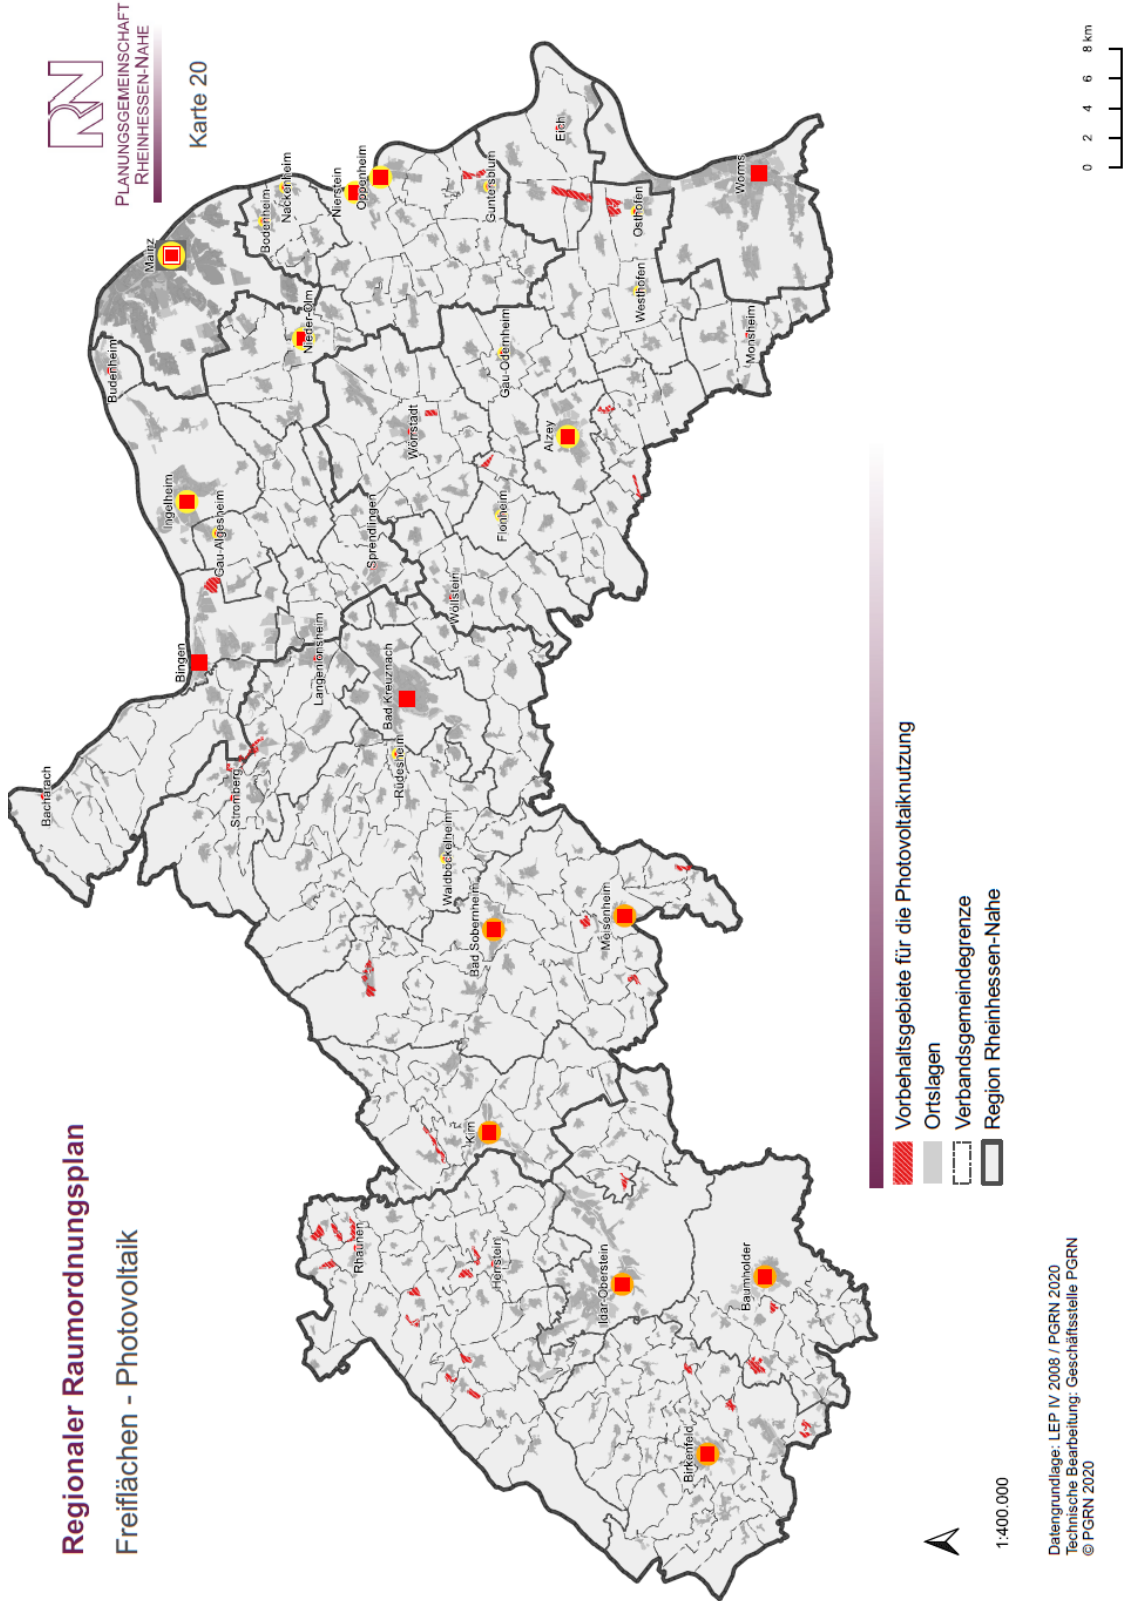 Regionaler Raumordnungsplan
Freiflächen - Photovoltaik
RN
PLANUNGSGEMEINSCHAFT
RHEINHESSEN-NAHE
Karte 20
Bacharach
Bingen
Stromberg
Langenlonsheim
Ingelheim
Gau-Algesheim
Budenheim
Mainz
Bodenheim
Nackenheim
Nieder-Olm
Nierstein
Oppenheim
Guntersblum
Eich
Osthofen
Westhofen
Worms
Monsheim
Gau-Odernheim
Alzey
Wörrstadt
Flonheim
Sprendlingen
Wöllstein
Bad Kreuznach
Rüdesheim
Waldböckelheim
Bad Sobernheim
Meisenheim
Kirn
Rhaunen
Herrstein
Idar-Oberstein
Baumholder
Birkenfeld
Vorbehaltsgebiete für die Photovoltaiknutzung
Ortslagen
Verbandsgemeindegrenze
Region Rheinhessen-Nahe
1:400.000
Datengrundlage: LEP IV 2008 / PGRN 2020
Technische Bearbeitung: Geschäftsstelle PGRN
© PGRN 2020
0 2 4 6 8 km